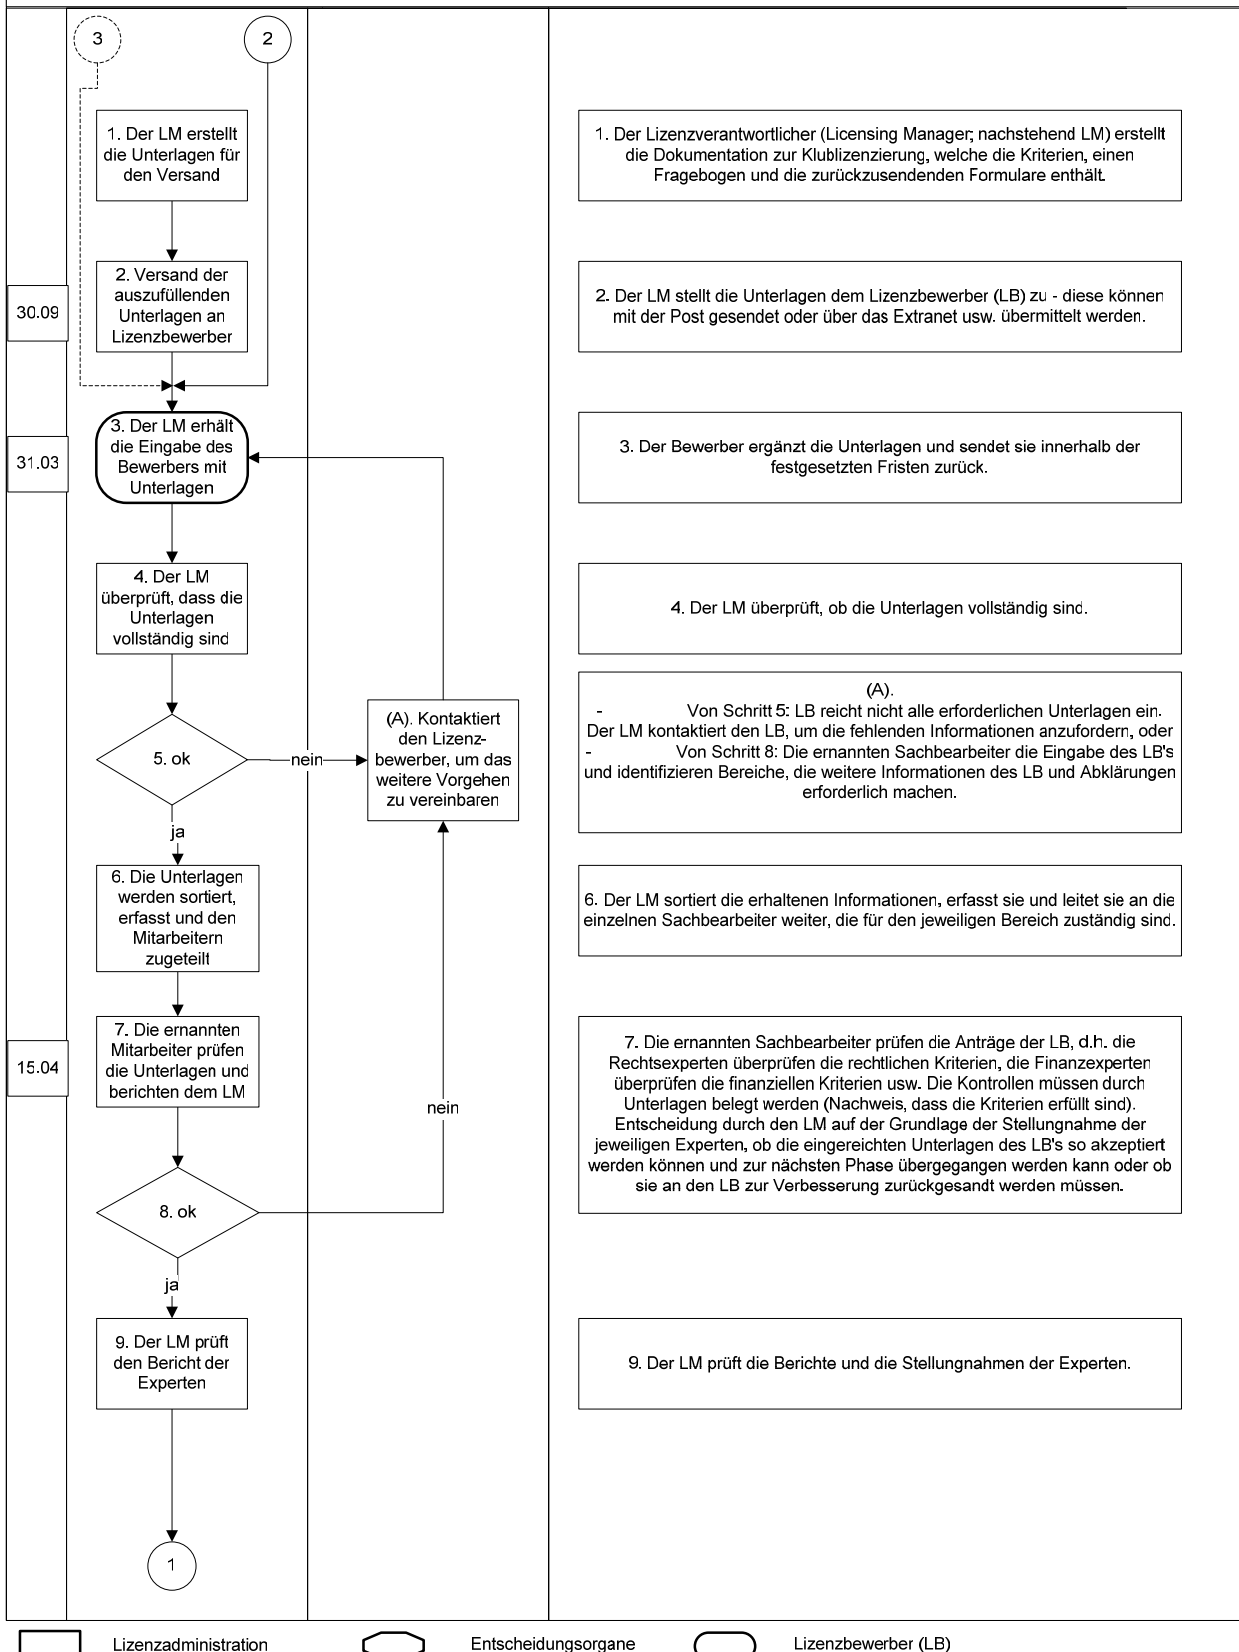 3
2
1. Der LM erstellt
die Unterlagen für
den Versand
1. Der Lizenzverantwortlicher (Licensing Manager; nachstehend LM) erstellt
die Dokumentation zur Klublizenzierung, welche die Kriterien, einen
Fragebogen und die zurückzusendenden Formulare enthält.
30.09
2. Versand der
auszufüllenden
Unterlagen an
Lizenzbewerber
2. Der LM stellt die Unterlagen dem Lizenzbewerber (LB) zu - diese können
mit der Post gesendet oder über das Extranet usw. übermittelt werden.
31.03
3. Der LM erhält
die Eingabe des
Bewerbers mit
Unterlagen
3. Der Bewerber ergänzt die Unterlagen und sendet sie innerhalb der
festgesetzten Fristen zurück.
4. Der LM
überprüft, dass die
Unterlagen
vollständig sind
4. Der LM überprüft, ob die Unterlagen vollständig sind.
5. ok
nein
ja
(A). Kontaktiert
den Lizenz-
bewerber, um das
weitere Vorgehen
zu vereinbaren
(A).
- Von Schritt 5: LB reicht nicht alle erforderlichen Unterlagen ein.
Der LM kontaktiert den LB, um die fehlenden Informationen anzufordern, oder
- Von Schritt 8: Die ernannten Sachbearbeiter die Eingabe des LB's
und identifizieren Bereiche, die weitere Informationen des LB und Abklärungen
erforderlich machen.
6. Die Unterlagen
werden sortiert,
erfasst und den
Mitarbeitern
zugeteilt
6. Der LM sortiert die erhaltenen Informationen, erfasst sie und leitet sie an die
einzelnen Sachbearbeiter weiter, die für den jeweiligen Bereich zuständig sind.
15.04
7. Die ernannten
Mitarbeiter prüfen
die Unterlagen und
berichten dem LM
nein
7. Die ernannten Sachbearbeiter prüfen die Anträge der LB, d.h. die
Rechtsexperten überprüfen die rechtlichen Kriterien, die Finanzexperten
überprüfen die finanziellen Kriterien usw. Die Kontrollen müssen durch
Unterlagen belegt werden (Nachweis, dass die Kriterien erfüllt sind).
Entscheidung durch den LM auf der Grundlage der Stellungnahme der
jeweiligen Experten, ob die eingereichten Unterlagen des LB's so akzeptiert
werden können und zur nächsten Phase übergegangen werden kann oder ob
sie an den LB zur Verbesserung zurückgesandt werden müssen.
8. ok
ja
9. Der LM prüft
den Bericht der
Experten
9. Der LM prüft die Berichte und die Stellungnahmen der Experten.
1
Lizenzadministration
Entscheidungsorgane
Lizenzbewerber (LB)